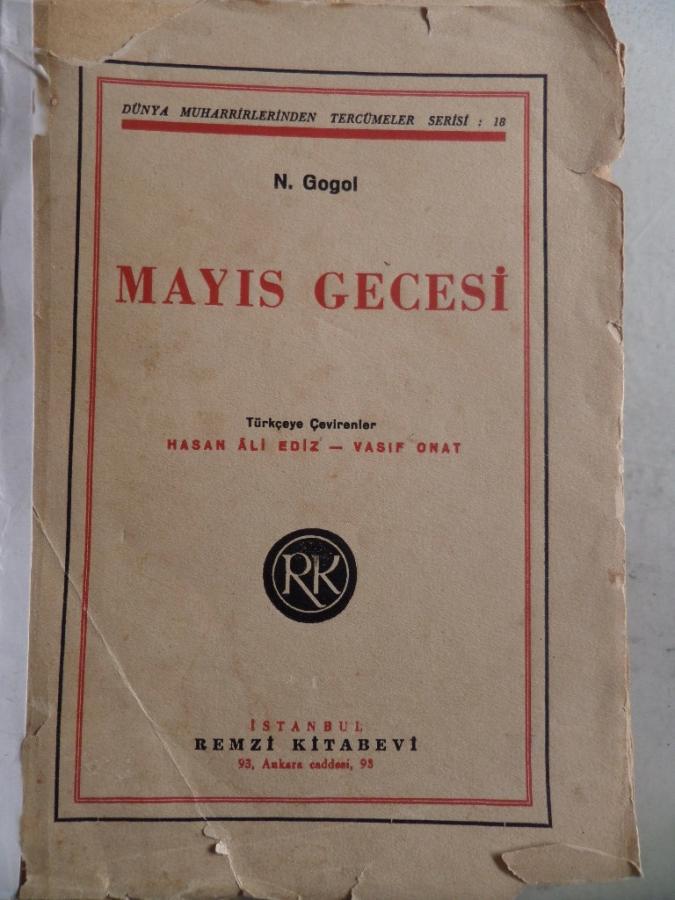 DÜNYA MUHARRİRLERİNDEN TERCÜMELER SERİSİ : 18
N. Gogol
MAYIS GECESİ
Türkçeye Çevirenler
HASAN ÂLİ EDİZ — VASIF ONAT
RK
İSTANBUL
REMZİ KİTABEVİ
93, Ankara caddesi, 93